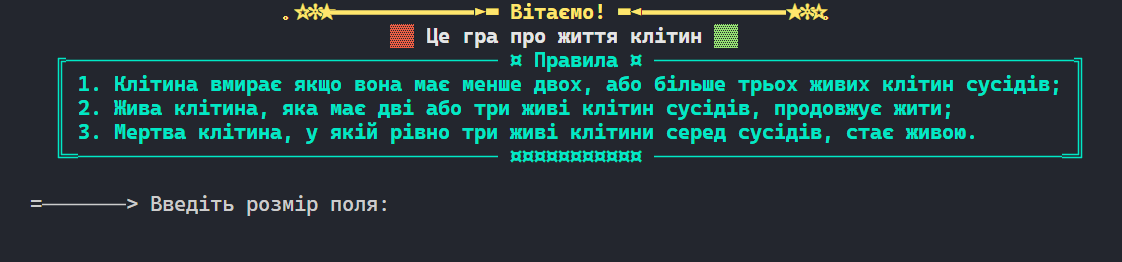 Вітаємо!
Це гра про життя клітин
¤ Правила ¤
1. Клітина вмирає якщо вона має менше двох, або більше трьох живих клітин сусідів;
2. Жива клітина, яка має дві або три живі клітин сусідів, продовжує жити;
3. Мертва клітина, у якій рівно три живі клітини серед сусідів, стає живою.
¤¤¤¤¤¤¤¤¤¤¤
=───────> Введіть розмір поля: